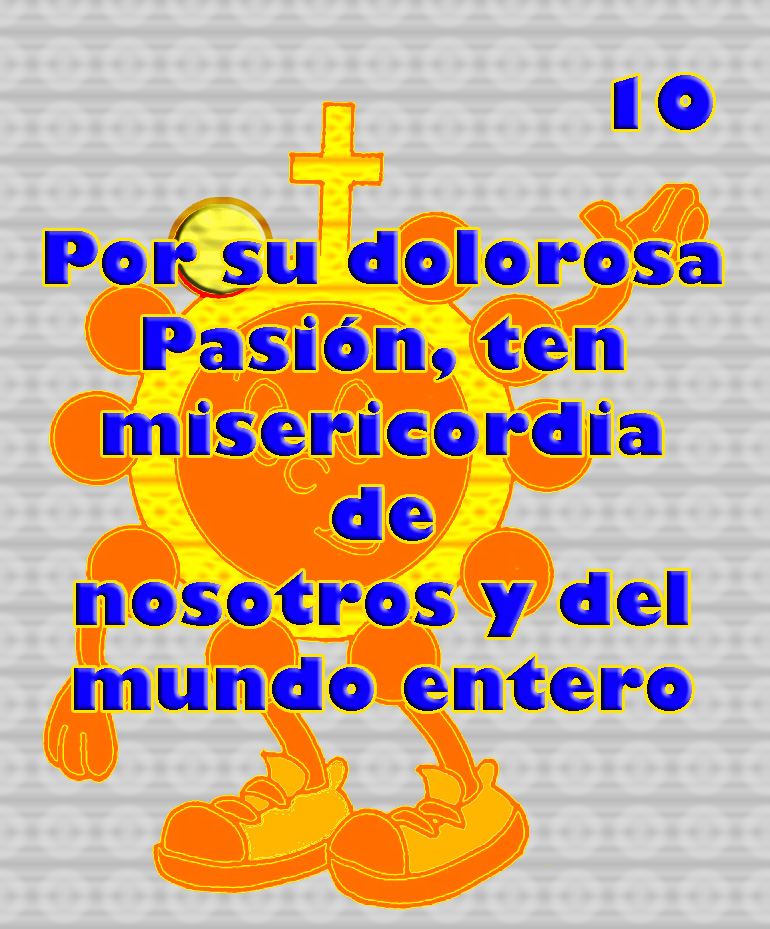 10
Por su dolorosa
Pasión, ten
misericordia
de
nosotros y del
mundo entero